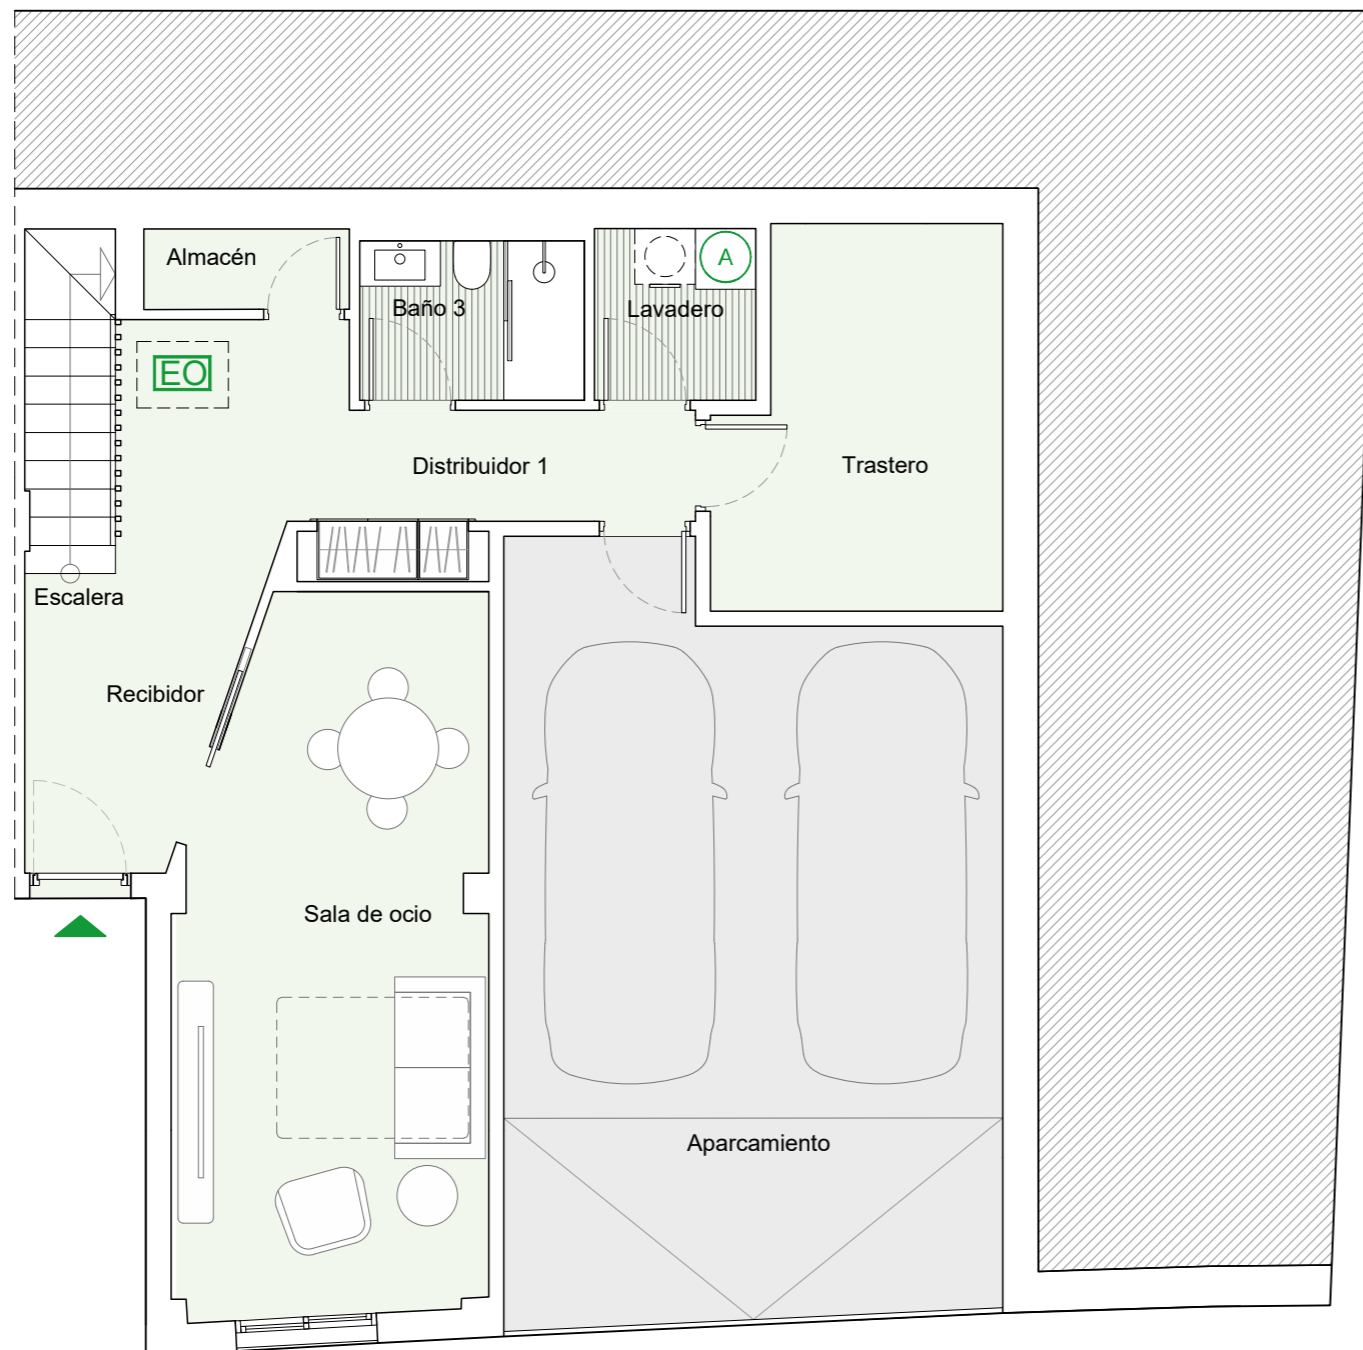 Almacén
A
Baño 3
Lavadero
EO
Distribuidor 1
Trastero
Escalera
Recibidor
Sala de ocio
Aparcamiento